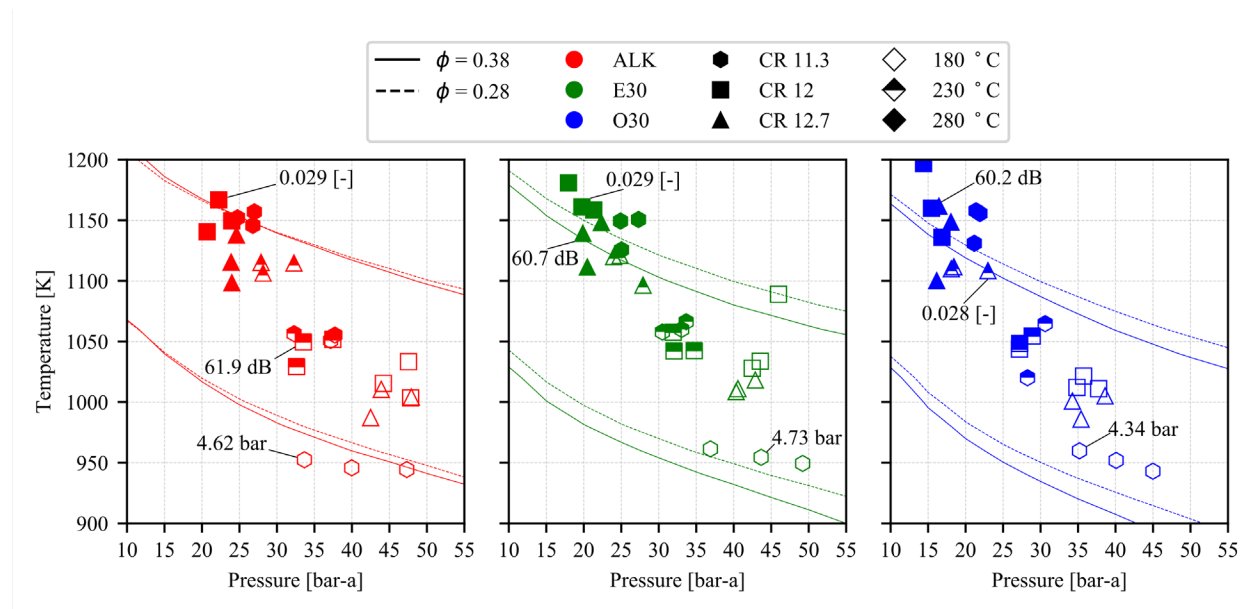 ϕ = 0.38 ALK CR 11.3 180 °C
ϕ = 0.28 E30 CR 12 230 °C
O30 CR 12.7 280 °C
Temperature [K]
1200
1150
1100
1050
1000
950
900
0.029 [-]
61.9 dB
4.62 bar
10 15 20 25 30 35 40 45 50 55
Pressure [bar-a]
0.029 [-]
60.7 dB
4.73 bar
10 15 20 25 30 35 40 45 50 55
Pressure [bar-a]
60.2 dB
0.028 [-]
4.34 bar
10 15 20 25 30 35 40 45 50 55
Pressure [bar-a]